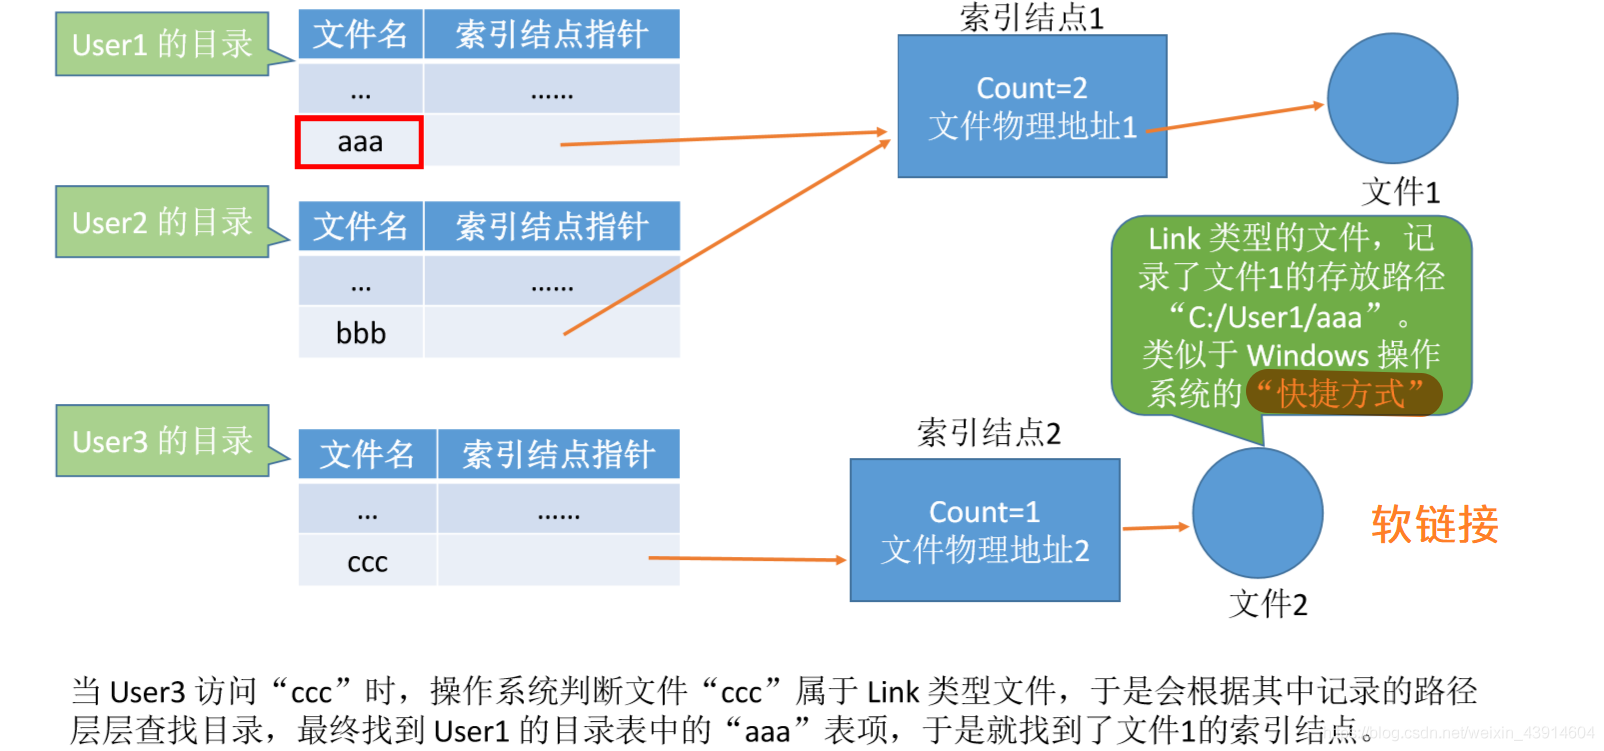 User1 的目录
文件名 索引结点指针
... ......
aaa
User2 的目录
文件名 索引结点指针
... ......
bbb
User3 的目录
文件名 索引结点指针
... ......
ccc
索引结点1
Count=2
文件物理地址1
文件1
Link 类型的文件，记
录了文件1的存放路径
“C:/User1/aaa”。
类似于 Windows 操作
系统的“快捷方式”
索引结点2
Count=1
文件物理地址2
文件2
软链接
当 User3 访问“ccc”时，操作系统判断文件“ccc”属于 Link 类型文件，于是会根据其中记录的路径
层层查找目录，最终找到 User1 的目录表中的“aaa”表项，于是就找到了文件1的索引结点。
https://blog.csdn.net/weixin_43914604